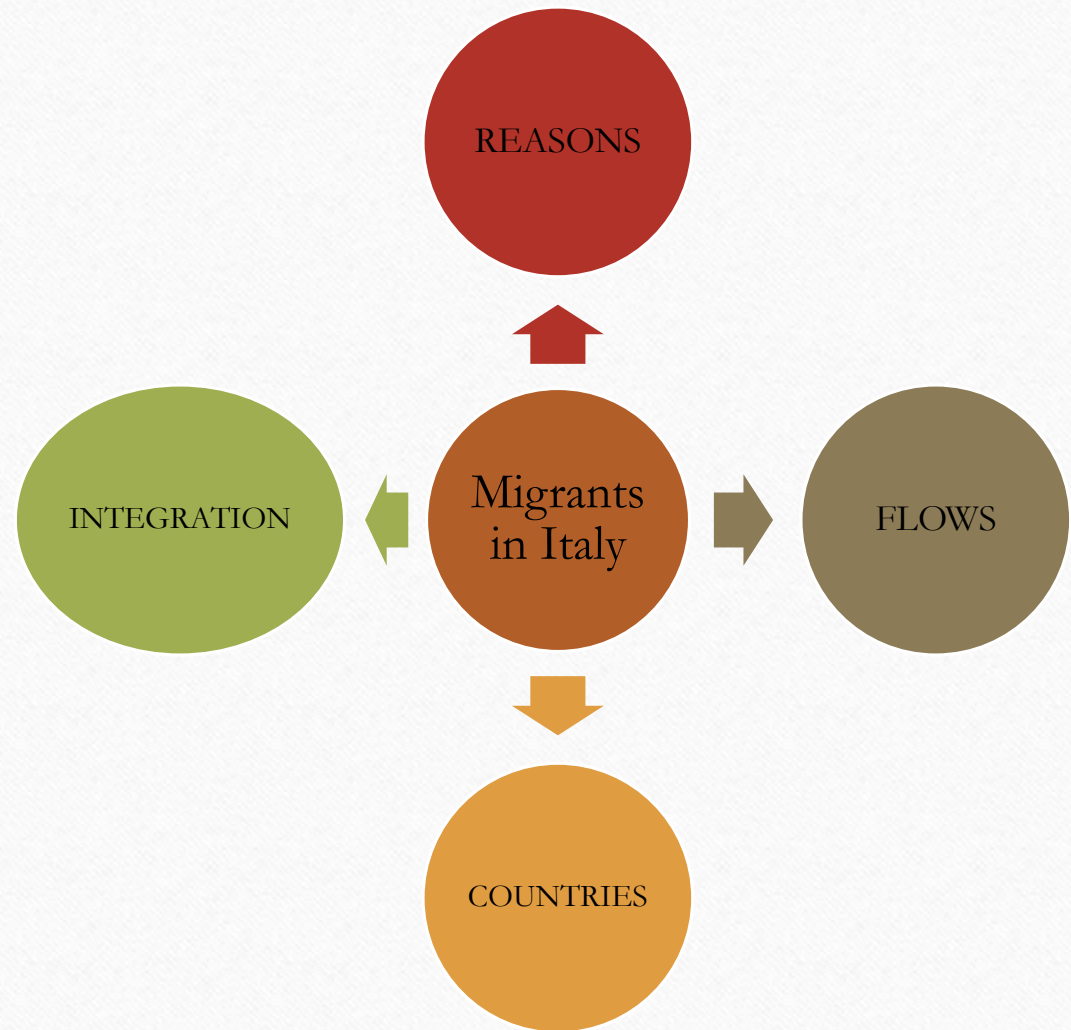 REASONS
INTEGRATION
Migrants
in Italy
FLOWS
COUNTRIES